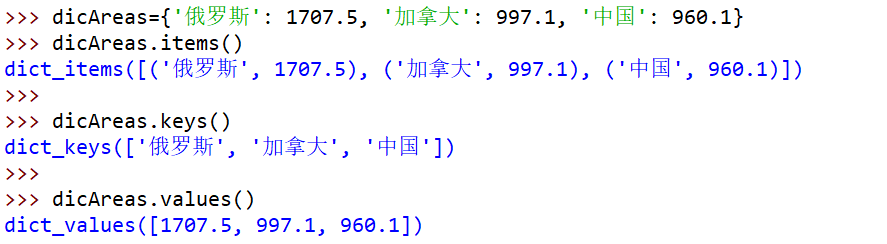 >>> dicAreas={'俄罗斯': 1707.5, '加拿大': 997.1, '中国': 960.1}
>>> dicAreas.items()
dict_items([('俄罗斯', 1707.5), ('加拿大', 997.1), ('中国', 960.1)])
>>>
>>> dicAreas.keys()
dict_keys(['俄罗斯', '加拿大', '中国'])
>>>
>>> dicAreas.values()
dict_values([1707.5, 997.1, 960.1])